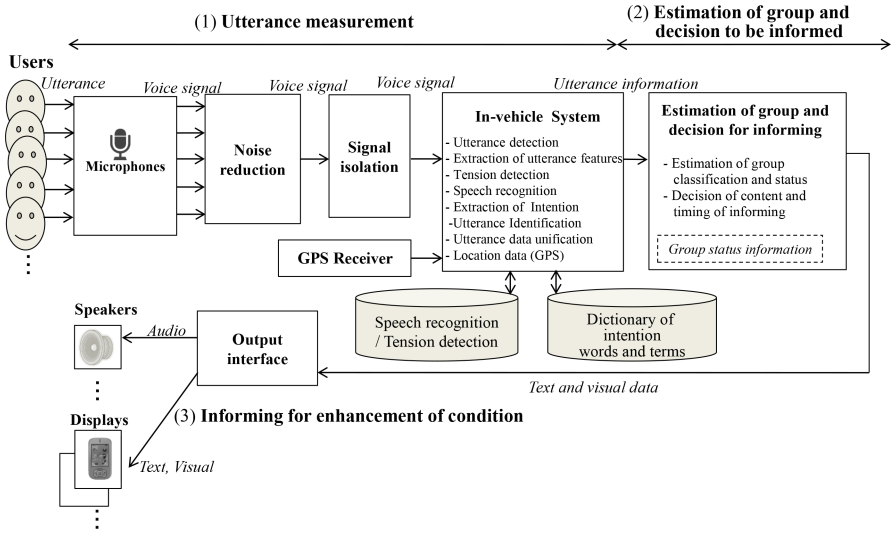 (1) Utterance measurement
(2) Estimation of group and
decision to be informed
Users
Utterance
Voice signal
Voice signal
Voice signal
Utterance information
Microphones
Noise
reduction
Signal
isolation
In-vehicle System
- Utterance detection
- Extraction of utterance features
- Tension detection
- Speech recognition
- Extraction of Intention
-Utterance Identification
- Utterance data unification
- Location data (GPS)
Estimation of group and
decision for informing
- Estimation of group
classification and status
- Decision of content and
timing of informing
Group status information
GPS Receiver
Speech recognition
/ Tension detection
Dictionary of
intention
words and terms
Speakers
Audio
Output
interface
Text and visual data
(3) Informing for enhancement of condition
Displays
Text, Visual